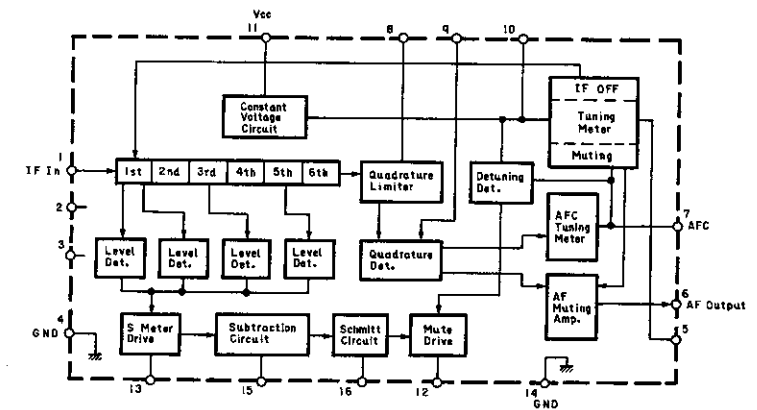 Vcc
11
8
9
10
IF OFF
Constant
Voltage
Circuit
Tuning
Meter
Muting
1
IF In
1st 2nd 3rd 4th 5th 6th
Quadrature
Limiter
Detuning
Det.
2
AFC
Tuning
Meter
7
AFC
3
Level
Det.
Level
Det.
Level
Det.
Level
Det.
Quadrature
Det.
AF
Muting
Amp.
6
AF Output
4
GND
S Meter
Drive
Subtraction
Circuit
Schmitt
Circuit
Mute
Drive
5
13
15
16
12
14
GND